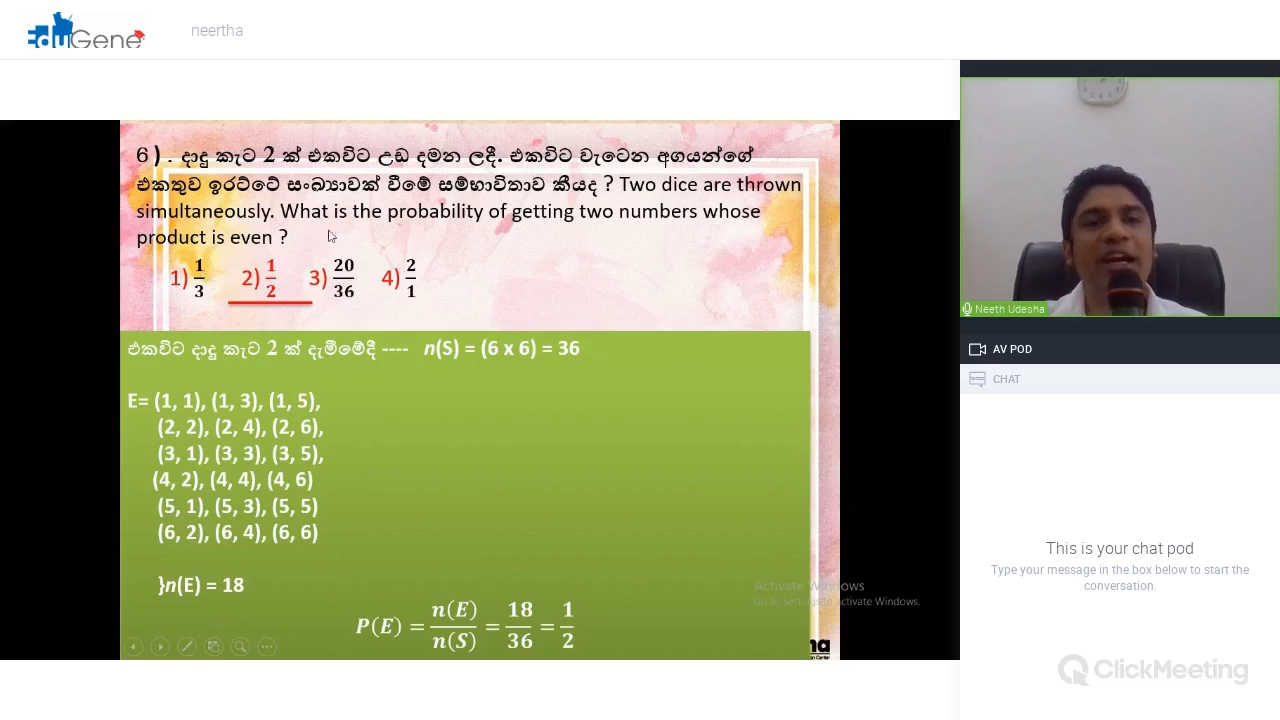 EduGene
neertha
6) . දාදු කැට 2 ක් එකවිට උඩ දමන ලදී. එකවිට වැටෙන අගයන්ගේ
එකතුව ඉරට්ටේ සංඛ්‍යාවක් වීමේ සම්භාවිතාව කීයද ? Two dice are thrown
simultaneously. What is the probability of getting two numbers whose
product is even ?
1) 1/3 2) 1/2 3) 20/36 4) 2/1
එකවිට දාදු කැට 2 ක් දැමීමේදී ---- n(S) = (6 x 6) = 36
E= (1, 1), (1, 3), (1, 5),
(2, 2), (2, 4), (2, 6),
(3, 1), (3, 3), (3, 5),
(4, 2), (4, 4), (4, 6)
(5, 1), (5, 3), (5, 5)
(6, 2), (6, 4), (6, 6)
}n(E) = 18
P(E) = n(E)/n(S) = 18/36 = 1/2
Activate Windows
Go to Settings to activate Windows.
Neeth Udesha
AV POD
CHAT
This is your chat pod
Type your message in the box below to start the
conversation.
ClickMeeting